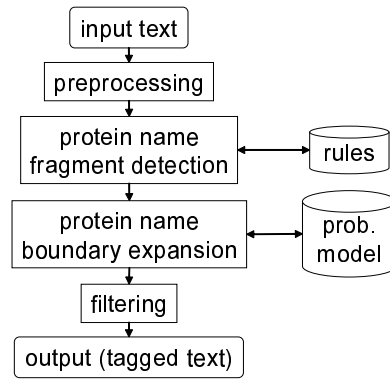 input text
preprocessing
protein name
fragment detection
rules
protein name
boundary expansion
prob.
model
filtering
output (tagged text)